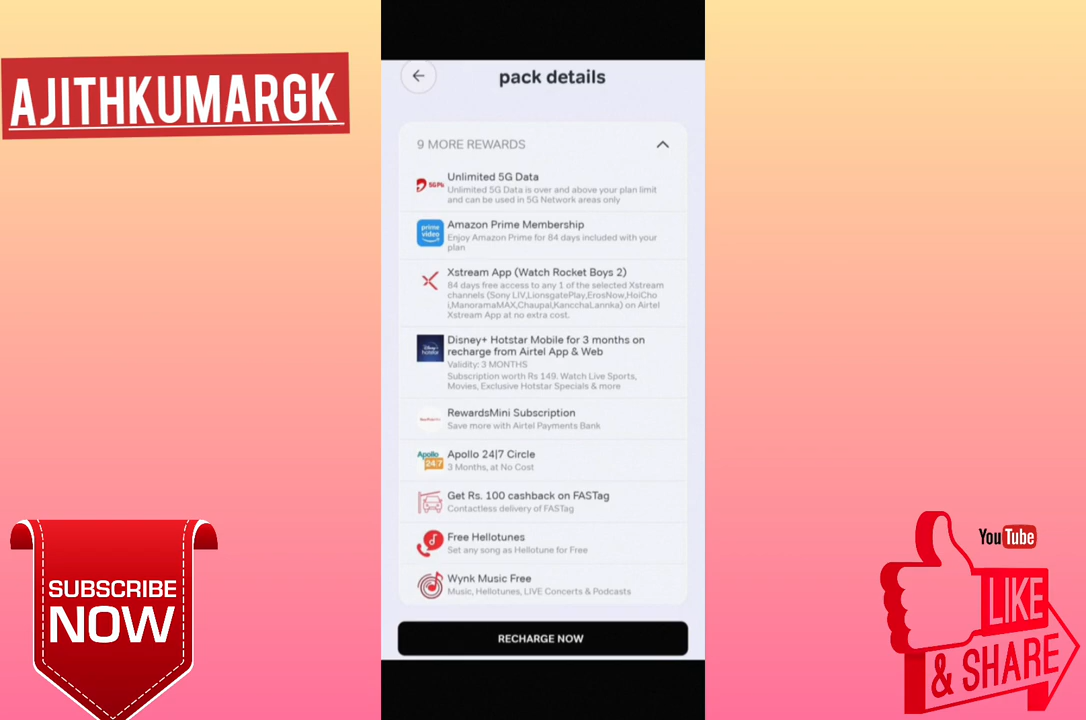 AJITHKUMARGK
pack details
9 MORE REWARDS
Unlimited 5G Data
Unlimited 5G Data is over and above your plan limit
and can be used in 5G Network areas only
prime
video
Amazon Prime Membership
Enjoy Amazon Prime for 84 days included with your
plan
Xstream App (Watch Rocket Boys 2)
84 days free access to any 1 of the selected Xstream
channels (Sony LIV,LionsgatePlay,ErosNow,HoiCho
i,ManoramaMAX,Chaupal,KancchaLannka) on Airtel
Xstream App at no extra cost.
Disney+
hotstar
Disney+ Hotstar Mobile for 3 months on
recharge from Airtel App & Web
Validity: 3 MONTHS
Subscription worth Rs 149. Watch Live Sports,
Movies, Exclusive Hotstar Specials & more
RewardsMini Subscription
Save more with Airtel Payments Bank
Apollo
24|7
Apollo 24|7 Circle
3 Months, at No Cost
Get Rs. 100 cashback on FASTag
Contactless delivery of FASTag
Free Hellotunes
Set any song as Hellotune for Free
Wynk Music Free
Music, Hellotunes, LIVE Concerts & Podcasts
RECHARGE NOW
SUBSCRIBE
NOW
YouTube
LIKE
& SHARE